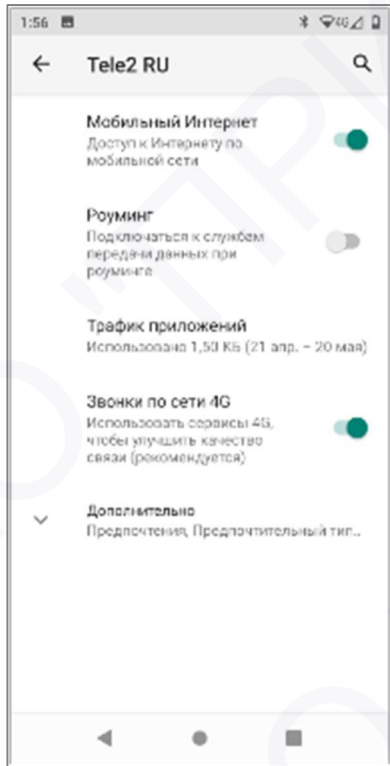 1:56
4G
Tele2 RU
Мобильный Интернет
Доступ к Интернету по
мобильной сети
Роуминг
Подключаться к службам
передачи данных при
роуминге
Трафик приложений
Использовано 1,50 КБ (21 апр. – 20 мая)
Звонки по сети 4G
Использовать сервисы 4G,
чтобы улучшить качество
связи (рекомендуется)
Дополнительно
Предпочтения, Предпочтительный тип..